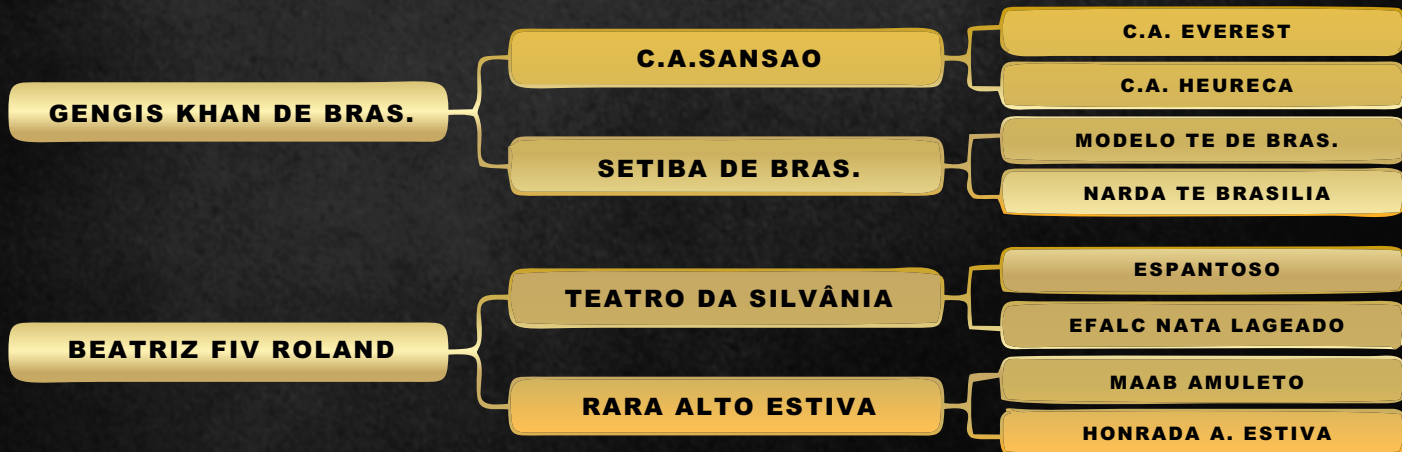 C.A. EVEREST
C.A.SANSAO
C.A. HEURECA
GENGIS KHAN DE BRAS.
MODELO TE DE BRAS.
SETIBA DE BRAS.
NARDA TE BRASILIA
ESPANTOSO
TEATRO DA SILVÂNIA
EFALC NATA LAGEADO
BEATRIZ FIV ROLAND
MAAB AMULETO
RARA ALTO ESTIVA
HONRADA A. ESTIVA